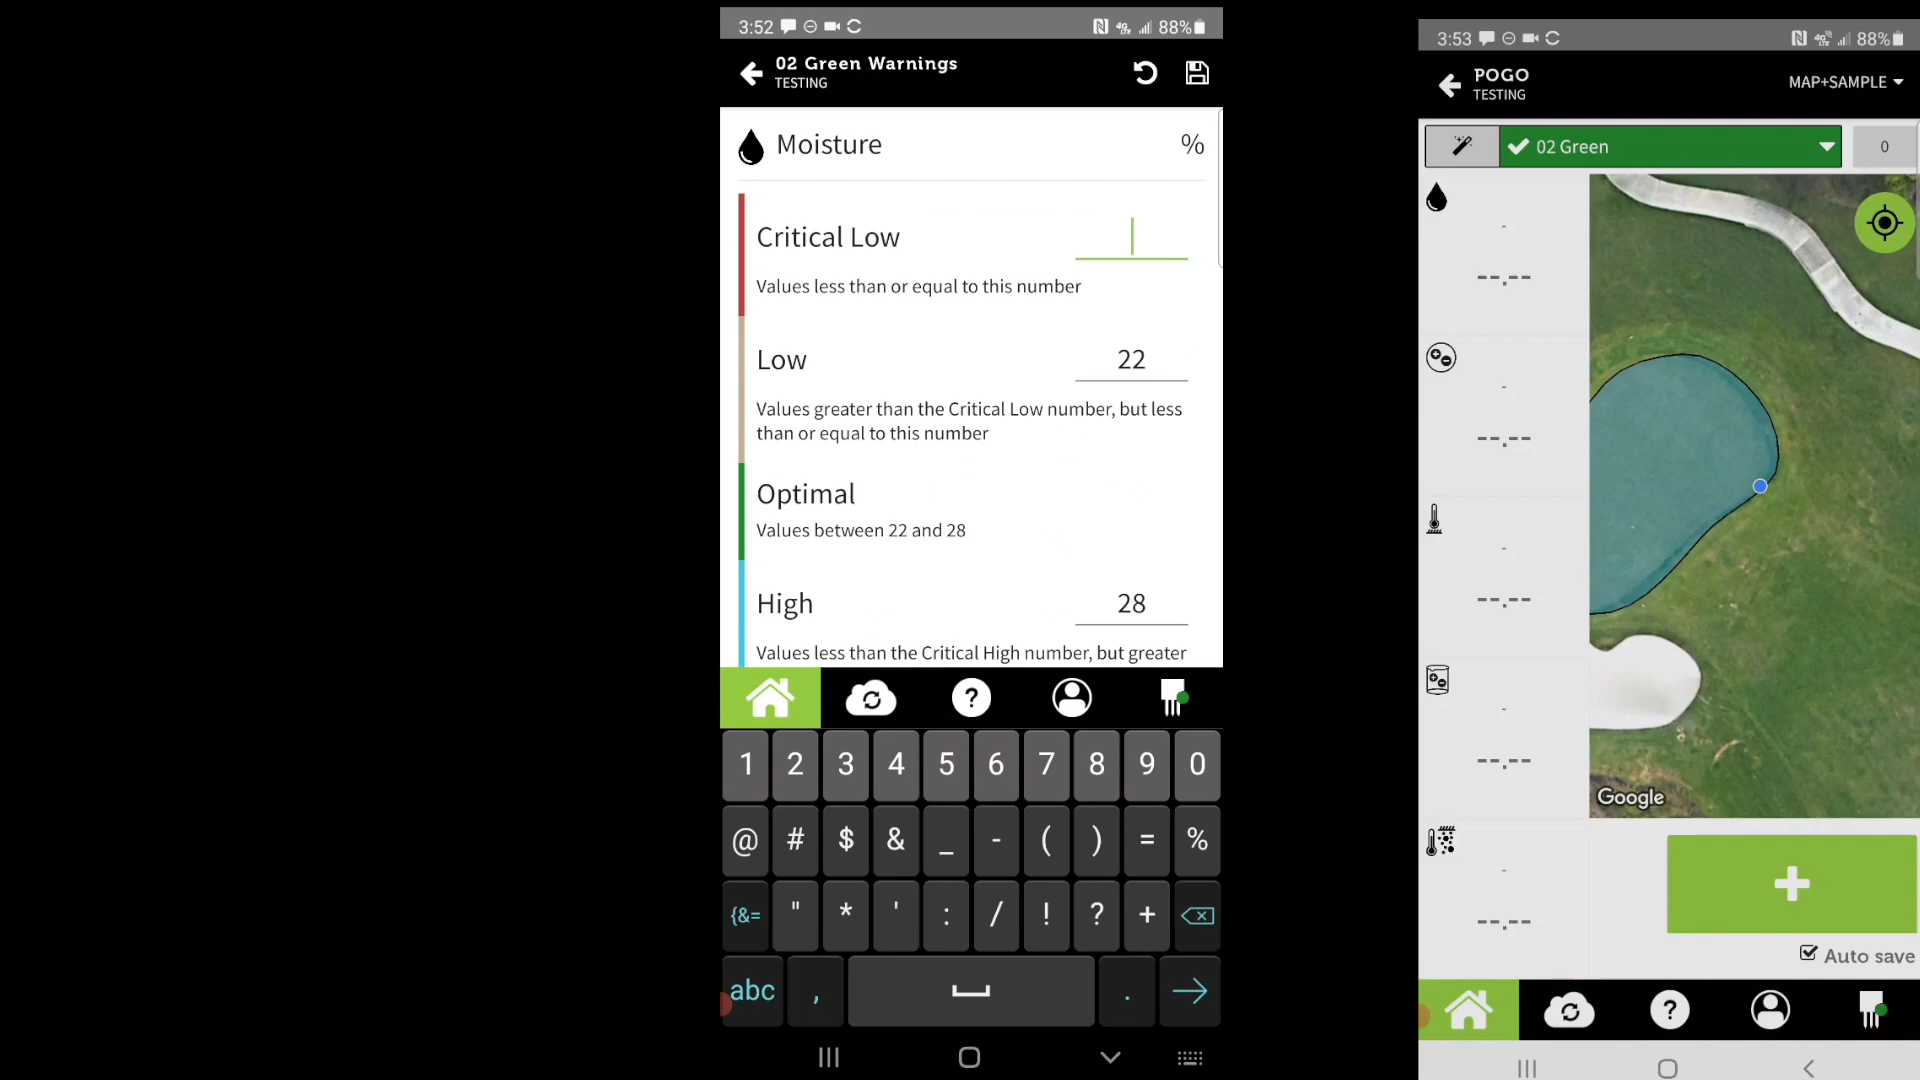 3:52
88%
02 Green Warnings
TESTING
Moisture
%
Critical Low
Values less than or equal to this number
Low
22
Values greater than the Critical Low number, but less
than or equal to this number
Optimal
Values between 22 and 28
High
28
Values less than the Critical High number, but greater
?
1 2 3 4 5 6 7 8 9 0
@ # $ & _ - ( ) = %
{&= " * ' : / ! ? +
abc , .
3:53
88%
POGO
TESTING
MAP+SAMPLE
02 Green
0
-
--.--
-
--.--
-
--.--
-
--.--
-
--.--
Google
Auto save
?